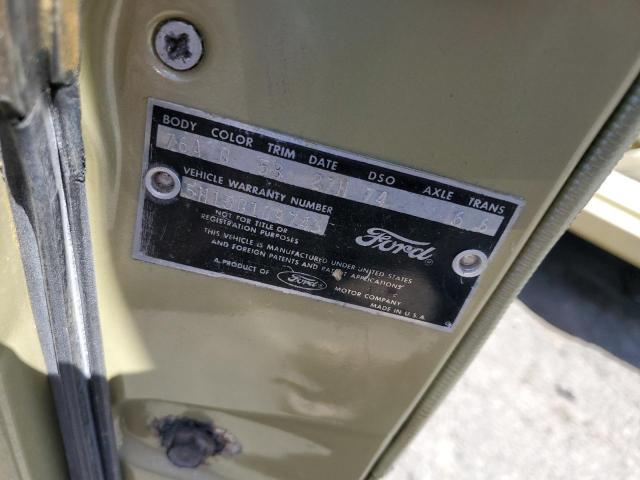 BODY COLOR TRIM DATE DSO AXLE TRANS
76A D 58 27H 74 6 6
VEHICLE WARRANTY NUMBER
NOT FOR TITLE OR
REGISTRATION PURPOSES
Ford
THIS VEHICLE IS MANUFACTURED UNDER UNITED STATES
AND FOREIGN PATENTS AND PATENT APPLICATIONS
A PRODUCT OF Ford MOTOR COMPANY
MADE IN U.S.A.